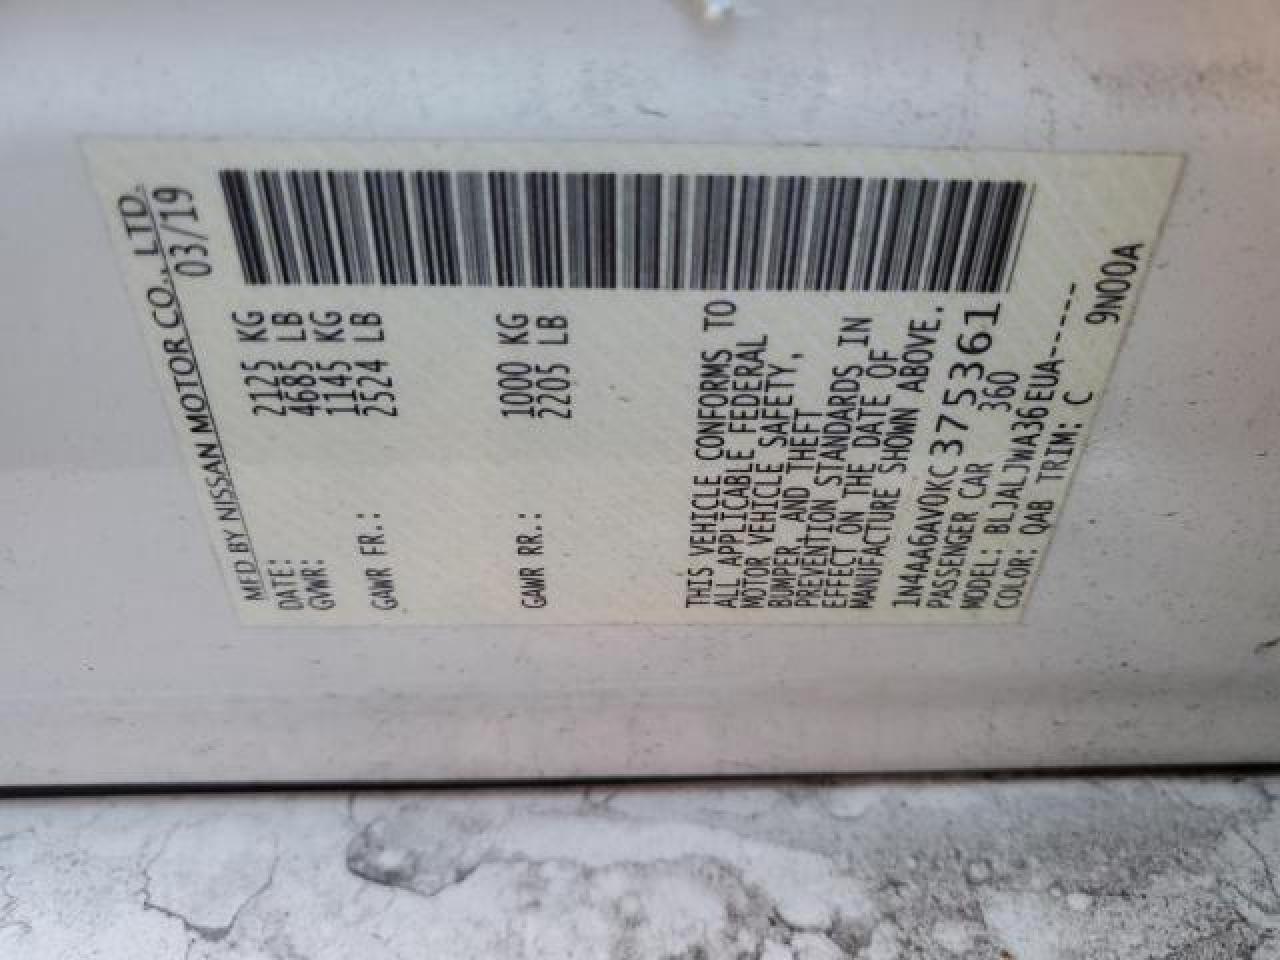 MFD BY NISSAN MOTOR CO., LTD.
DATE: 03/19
GVWR: 2125 KG
4685 LB
GAWR FR.: 1145 KG
2524 LB
GAWR RR.: 1000 KG
2205 LB
THIS VEHICLE CONFORMS TO
ALL APPLICABLE FEDERAL
MOTOR VEHICLE SAFETY,
BUMPER, AND THEFT
PREVENTION STANDARDS IN
EFFECT ON THE DATE OF
MANUFACTURE SHOWN ABOVE.
1N4AA6AV0KC375361
PASSENGER CAR 360
MODEL: BLJALJWA36EUA-----
COLOR: QAB TRIM: C 9N00A